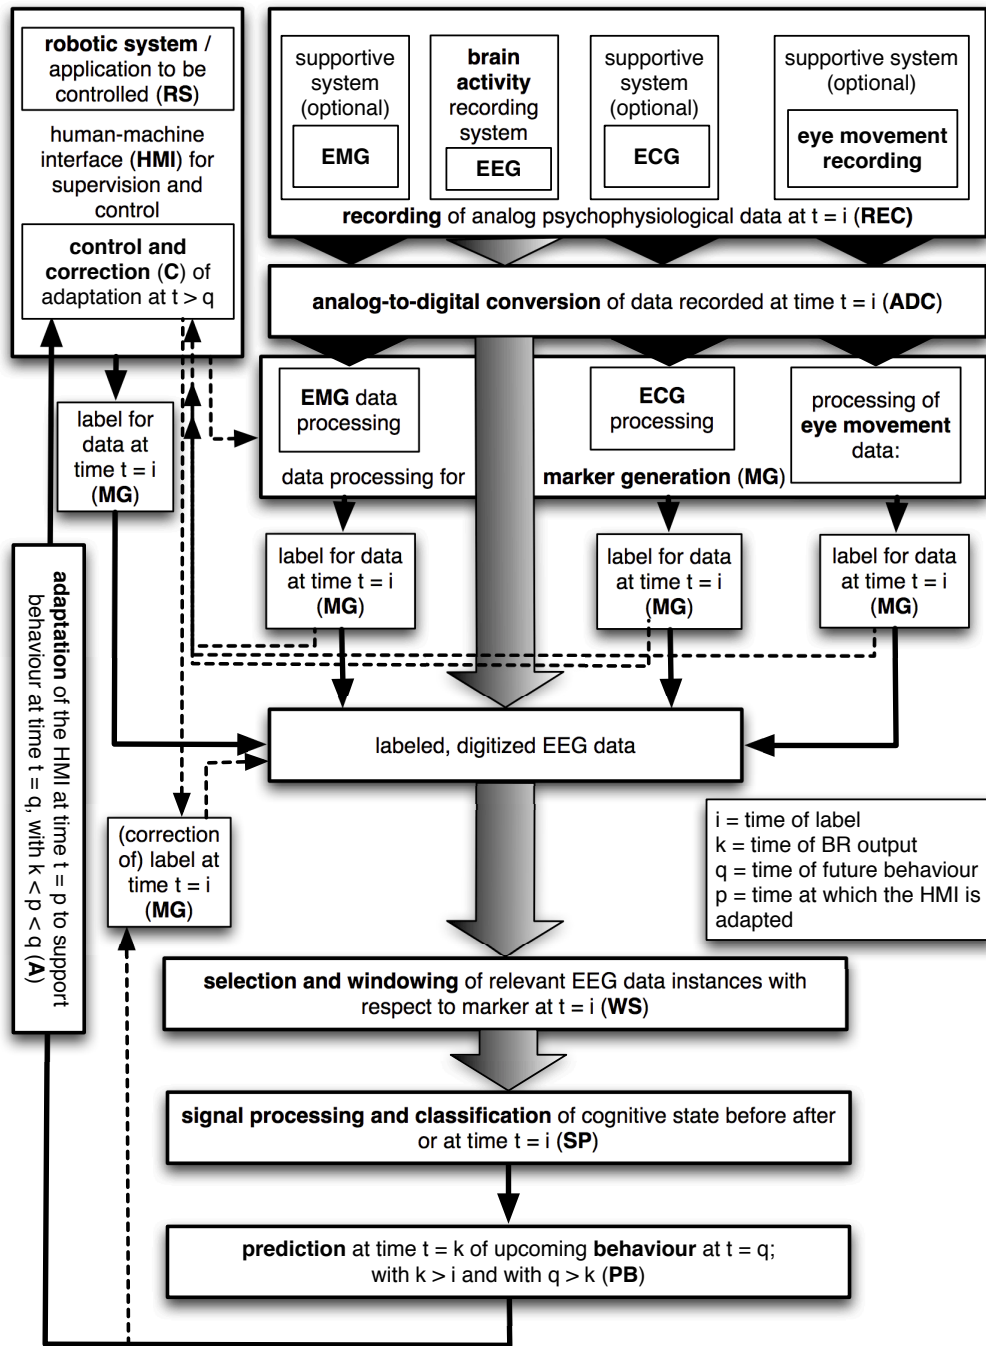 robotic system /
application to be
controlled (RS)
human-machine
interface (HMI) for
supervision and
control
control and
correction (C) of
adaptation at t > q
supportive
system
(optional)
EMG
brain
activity
recording
system
EEG
supportive
system
(optional)
ECG
supportive system
(optional)
eye movement
recording
recording of analog psychophysiological data at t = i (REC)
analog-to-digital conversion of data recorded at time t = i (ADC)
EMG data
processing
ECG
processing
processing of
eye movement
data:
data processing for marker generation (MG)
label for
data at
time t = i
(MG)
label for data
at time t = i
(MG)
label for data
at time t = i
(MG)
label for data
at time t = i
(MG)
adaptation of the HMI at time t = p to support
behaviour at time t = q, with k < p < q (A)
labeled, digitized EEG data
(correction
of) label at
time t = i
(MG)
i = time of label
k = time of BR output
q = time of future behaviour
p = time at which the HMI is
adapted
selection and windowing of relevant EEG data instances with
respect to marker at t = i (WS)
signal processing and classification of cognitive state before after
or at time t = i (SP)
prediction at time t = k of upcoming behaviour at t = q;
with k > i and with q > k (PB)